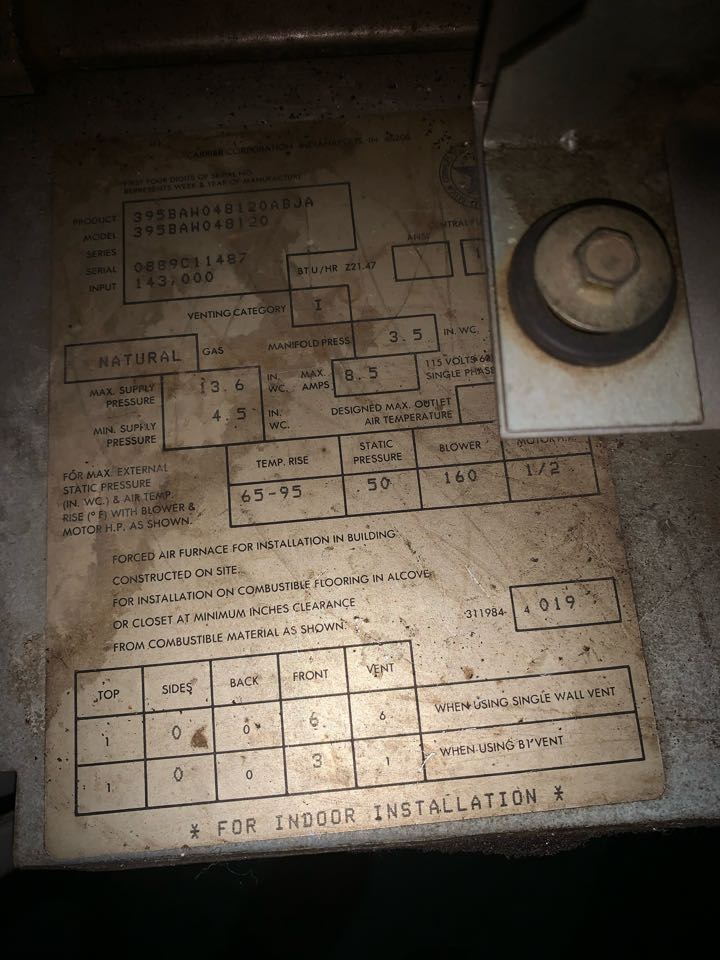 CARRIER CORPORATION INDIANAPOLIS, IN 46206
FIRST FOUR DIGITS OF SERIAL NO.
REPRESENTS WEEK & YEAR OF MANUFACTURE
PRODUCT 395BAW048120ABJA
MODEL 395BAW048120
SERIES
SERIAL 0889C11487
INPUT 143,000 BTU/HR Z21.47 ANSI
VENTING CATEGORY I
NATURAL GAS MANIFOLD PRESS 3.5 IN. WC.
MAX. SUPPLY PRESSURE 13.6 IN. WC. MAX. AMPS 8.5 115 VOLTS 60 SINGLE PHASE
MIN. SUPPLY PRESSURE 4.5 IN. WC. DESIGNED MAX. OUTLET AIR TEMPERATURE
FOR MAX. EXTERNAL
STATIC PRESSURE
(IN. WC.) & AIR TEMP.
RISE (°F) WITH BLOWER &
MOTOR H.P. AS SHOWN.
TEMP. RISE STATIC PRESSURE BLOWER MOTOR H.P.
65-95 50 160 1/2
FORCED AIR FURNACE FOR INSTALLATION IN BUILDING
CONSTRUCTED ON SITE.
FOR INSTALLATION ON COMBUSTIBLE FLOORING IN ALCOVE
OR CLOSET AT MINIMUM INCHES CLEARANCE
FROM COMBUSTIBLE MATERIAL AS SHOWN.
311984- 4 019
TOP SIDES BACK FRONT VENT
1 0 0 6 6 WHEN USING SINGLE WALL VENT
1 0 0 3 1 WHEN USING B1 VENT
* FOR INDOOR INSTALLATION *